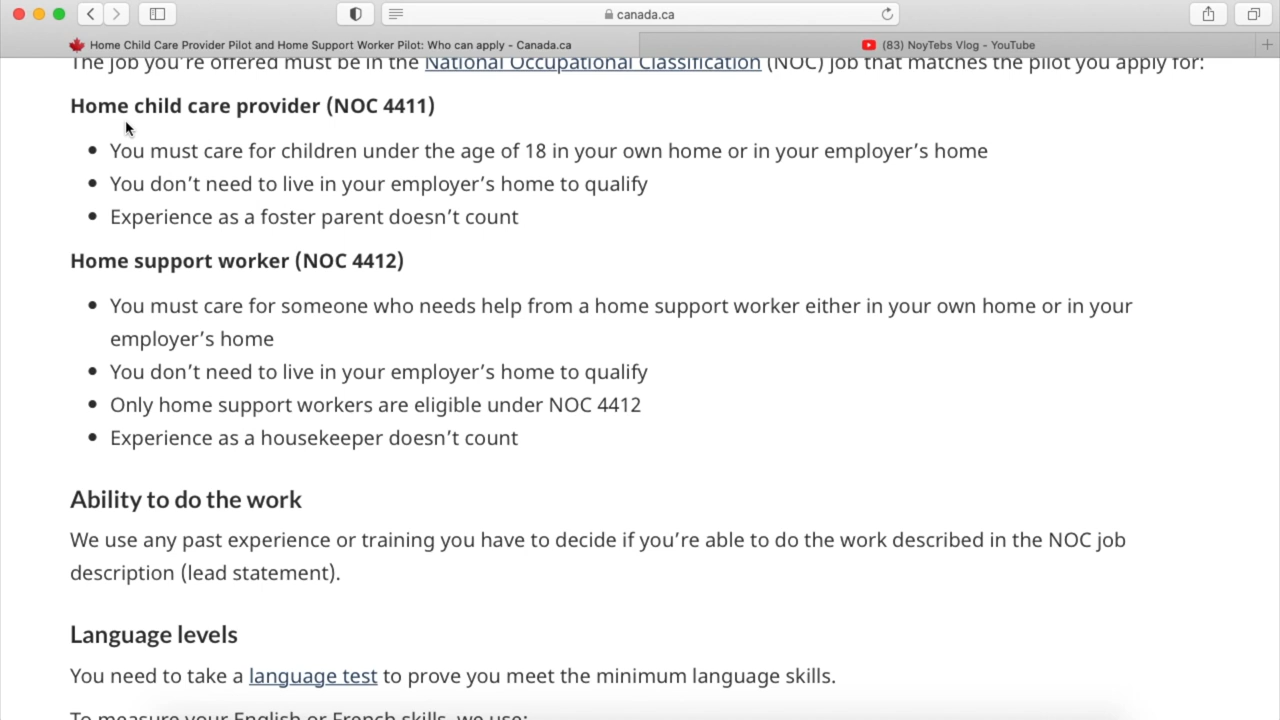 canada.ca
Home Child Care Provider Pilot and Home Support Worker Pilot: Who can apply - Canada.ca
(83) NoyTebs Vlog - YouTube
The job you're offered must be in the National Occupational Classification (NOC) job that matches the pilot you apply for:
Home child care provider (NOC 4411)
You must care for children under the age of 18 in your own home or in your employer's home
You don't need to live in your employer's home to qualify
Experience as a foster parent doesn't count
Home support worker (NOC 4412)
You must care for someone who needs help from a home support worker either in your own home or in your
employer's home
You don't need to live in your employer's home to qualify
Only home support workers are eligible under NOC 4412
Experience as a housekeeper doesn't count
Ability to do the work
We use any past experience or training you have to decide if you're able to do the work described in the NOC job
description (lead statement).
Language levels
You need to take a language test to prove you meet the minimum language skills.
To measure your English or French skills, we use: